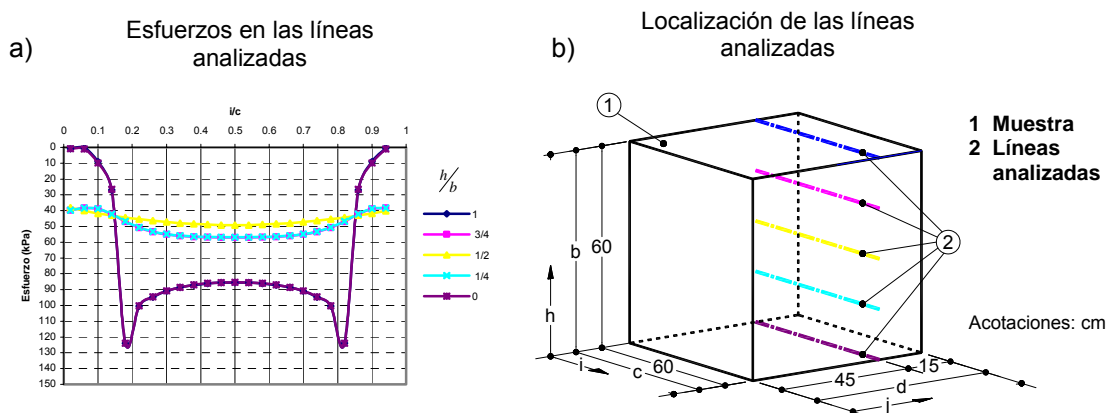 Esfuerzos en las líneas
analizadas
a)
i/c
0 0.1 0.2 0.3 0.4 0.5 0.6 0.7 0.8 0.9 1
0
10
20
30
40
50
60
70
80
90
100
110
120
130
140
150
Esfuerzo (kPa)
h/b
1
3/4
1/2
1/4
0
Localización de las líneas
analizadas
b)
1
1 Muestra
2 Líneas
analizadas
2
b
60
h
Acotaciones: cm
60
c
i
15
45
d
j